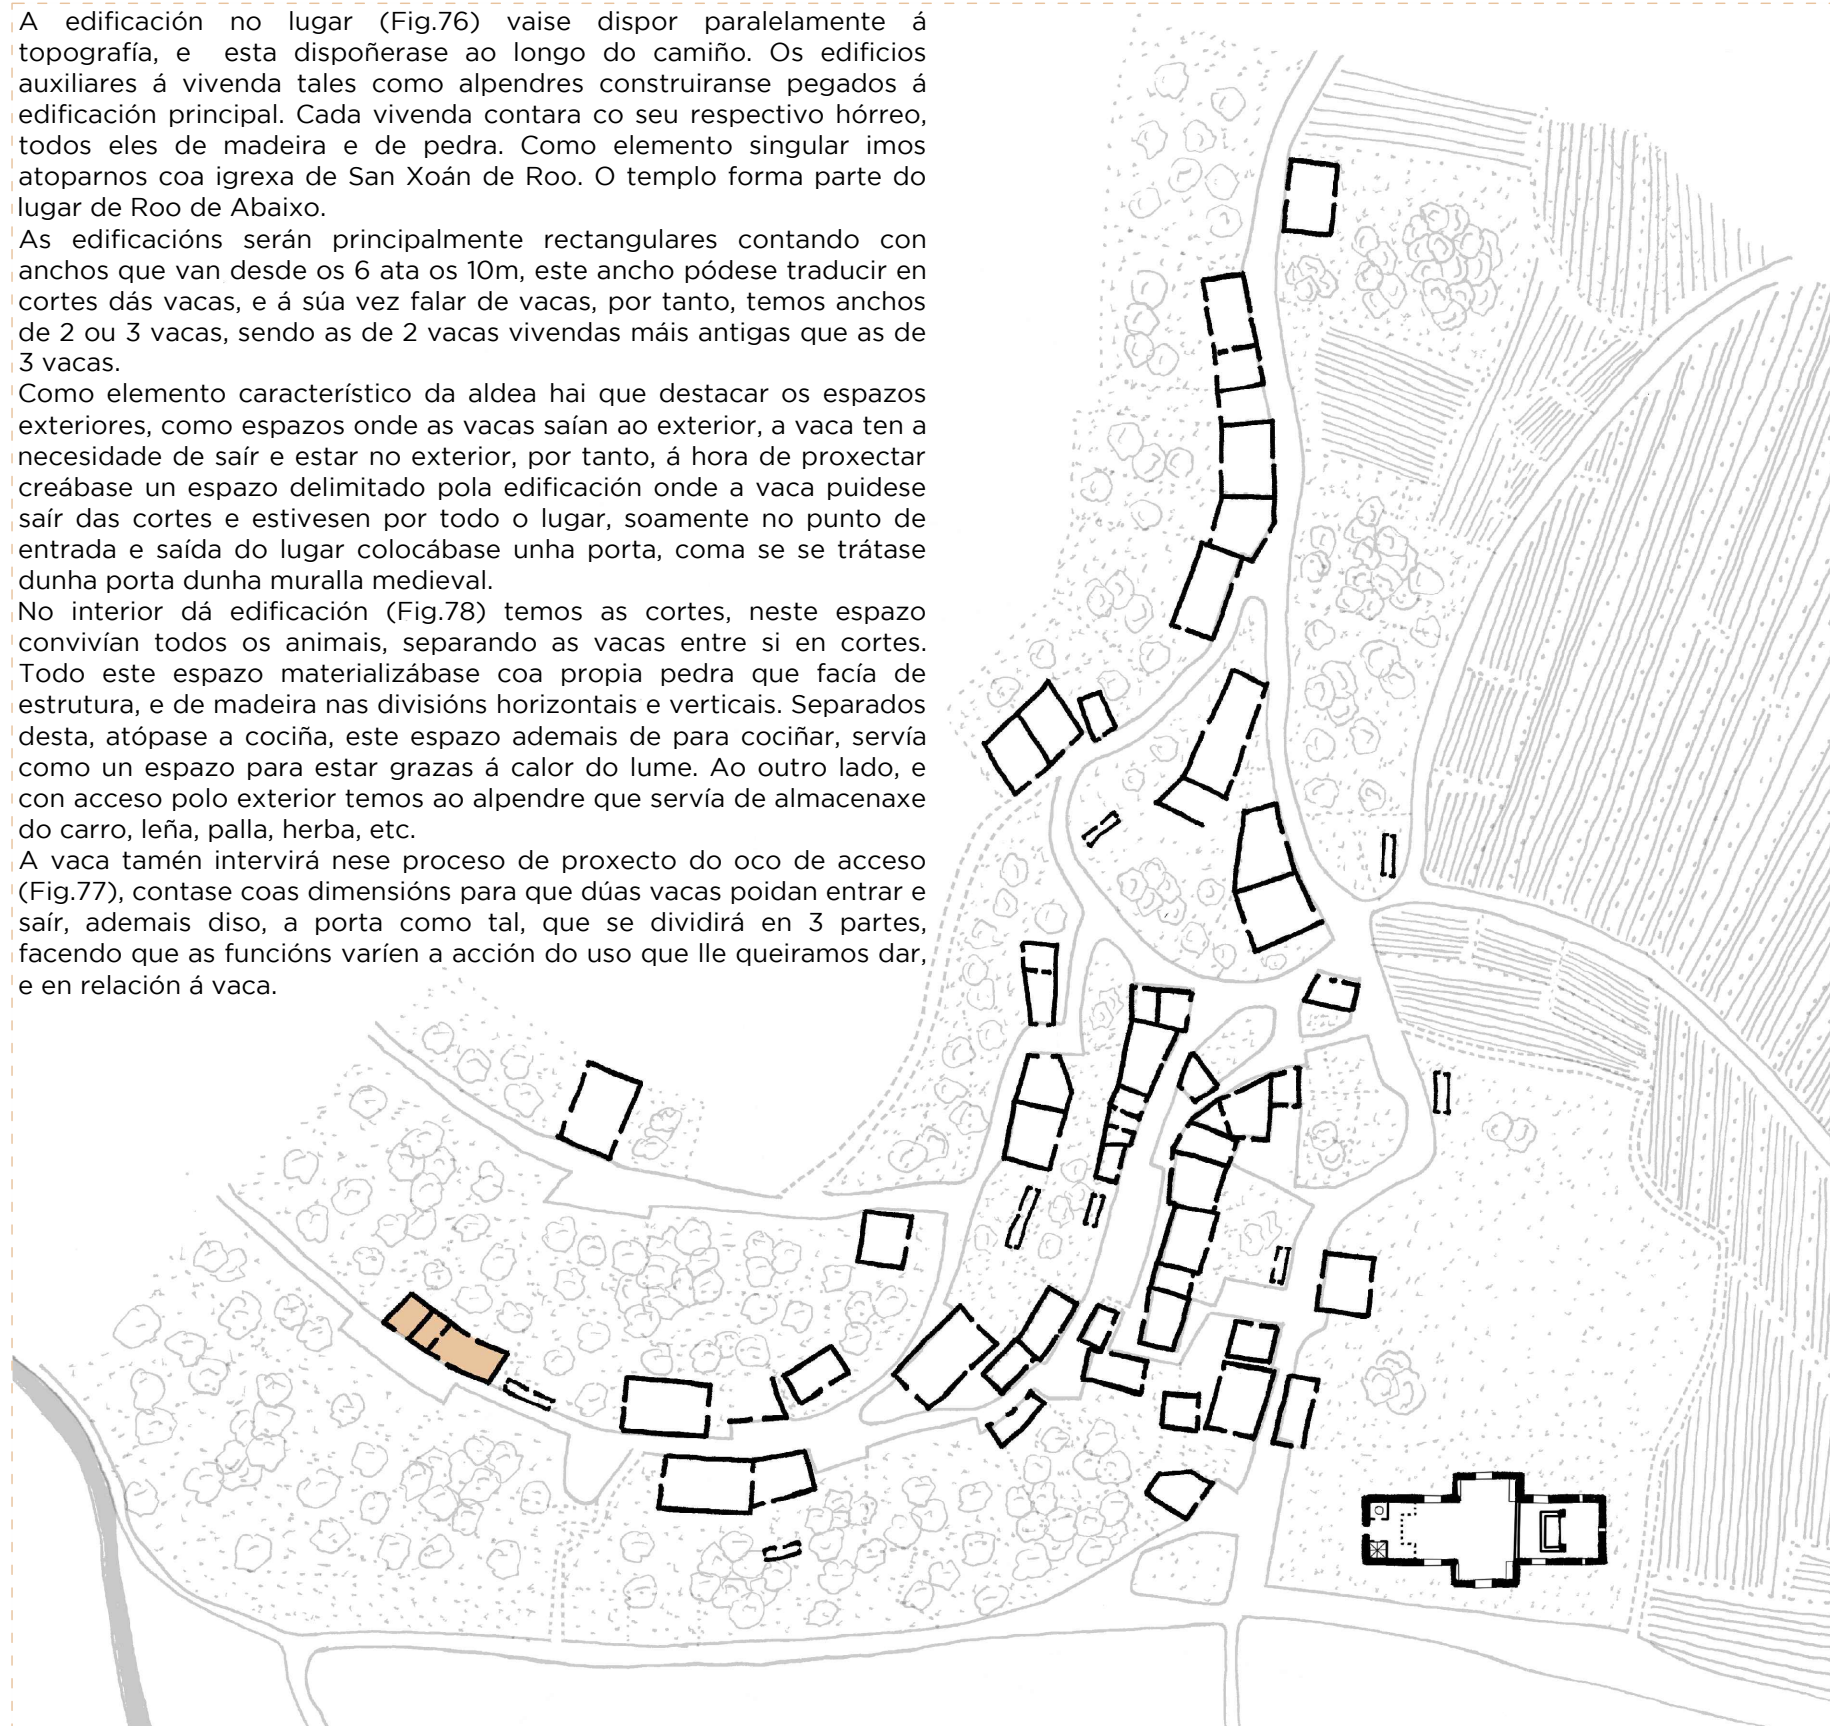 A edificación no lugar (Fig.76) vaise dispor paralelamente á
topografía, e esta dispoñerase ao longo do camiño. Os edificios
auxiliares á vivenda tales como alpendres construiranse pegados á
edificación principal. Cada vivenda contara co seu respectivo hórreo,
todos eles de madeira e de pedra. Como elemento singular imos
atoparnos coa igrexa de San Xoán de Roo. O templo forma parte do
lugar de Roo de Abaixo.
As edificacións serán principalmente rectangulares contando con
anchos que van desde os 6 ata os 10m, este ancho pódese traducir en
cortes dás vacas, e á súa vez falar de vacas, por tanto, temos anchos
de 2 ou 3 vacas, sendo as de 2 vacas vivendas máis antigas que as de
3 vacas.
Como elemento característico da aldea hai que destacar os espazos
exteriores, como espazos onde as vacas saían ao exterior, a vaca ten a
necesidade de saír e estar no exterior, por tanto, á hora de proxectar
creábase un espazo delimitado pola edificación onde a vaca puidese
saír das cortes e estivesen por todo o lugar, soamente no punto de
entrada e saída do lugar colocábase unha porta, coma se se trátase
dunha porta dunha muralla medieval.
No interior dá edificación (Fig.78) temos as cortes, neste espazo
convivían todos os animais, separando as vacas entre si en cortes.
Todo este espazo materializábase coa propia pedra que facía de
estrutura, e de madeira nas divisións horizontais e verticais. Separados
desta, atópase a cociña, este espazo ademais de para cociñar, servía
como un espazo para estar grazas á calor do lume. Ao outro lado, e
con acceso polo exterior temos ao alpendre que servía de almacenaxe
do carro, leña, palla, herba, etc.
A vaca tamén intervirá nese proceso de proxecto do oco de acceso
(Fig.77), contase coas dimensións para que dúas vacas poidan entrar e
saír, ademais diso, a porta como tal, que se dividirá en 3 partes,
facendo que as funcións varíen a acción do uso que lle queiramos dar,
e en relación á vaca.